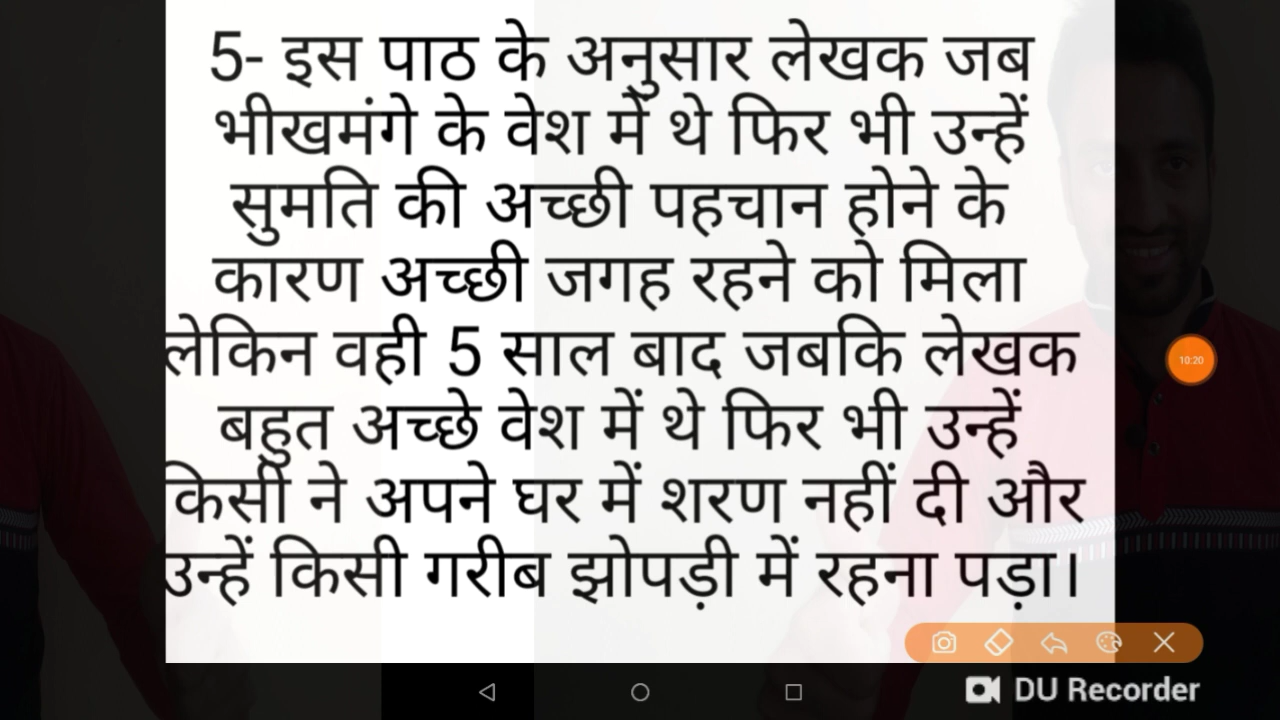 5- इस पाठ के अनुसार लेखक जब
भीखमंगे के वेश में थे फिर भी उन्हें
सुमति की अच्छी पहचान होने के
कारण अच्छी जगह रहने को मिला
लेकिन वही 5 साल बाद जबकि लेखक
बहुत अच्छे वेश में थे फिर भी उन्हें
किसी ने अपने घर में शरण नहीं दी और
उन्हें किसी गरीब झोपड़ी में रहना पड़ा।
10:20
DU Recorder